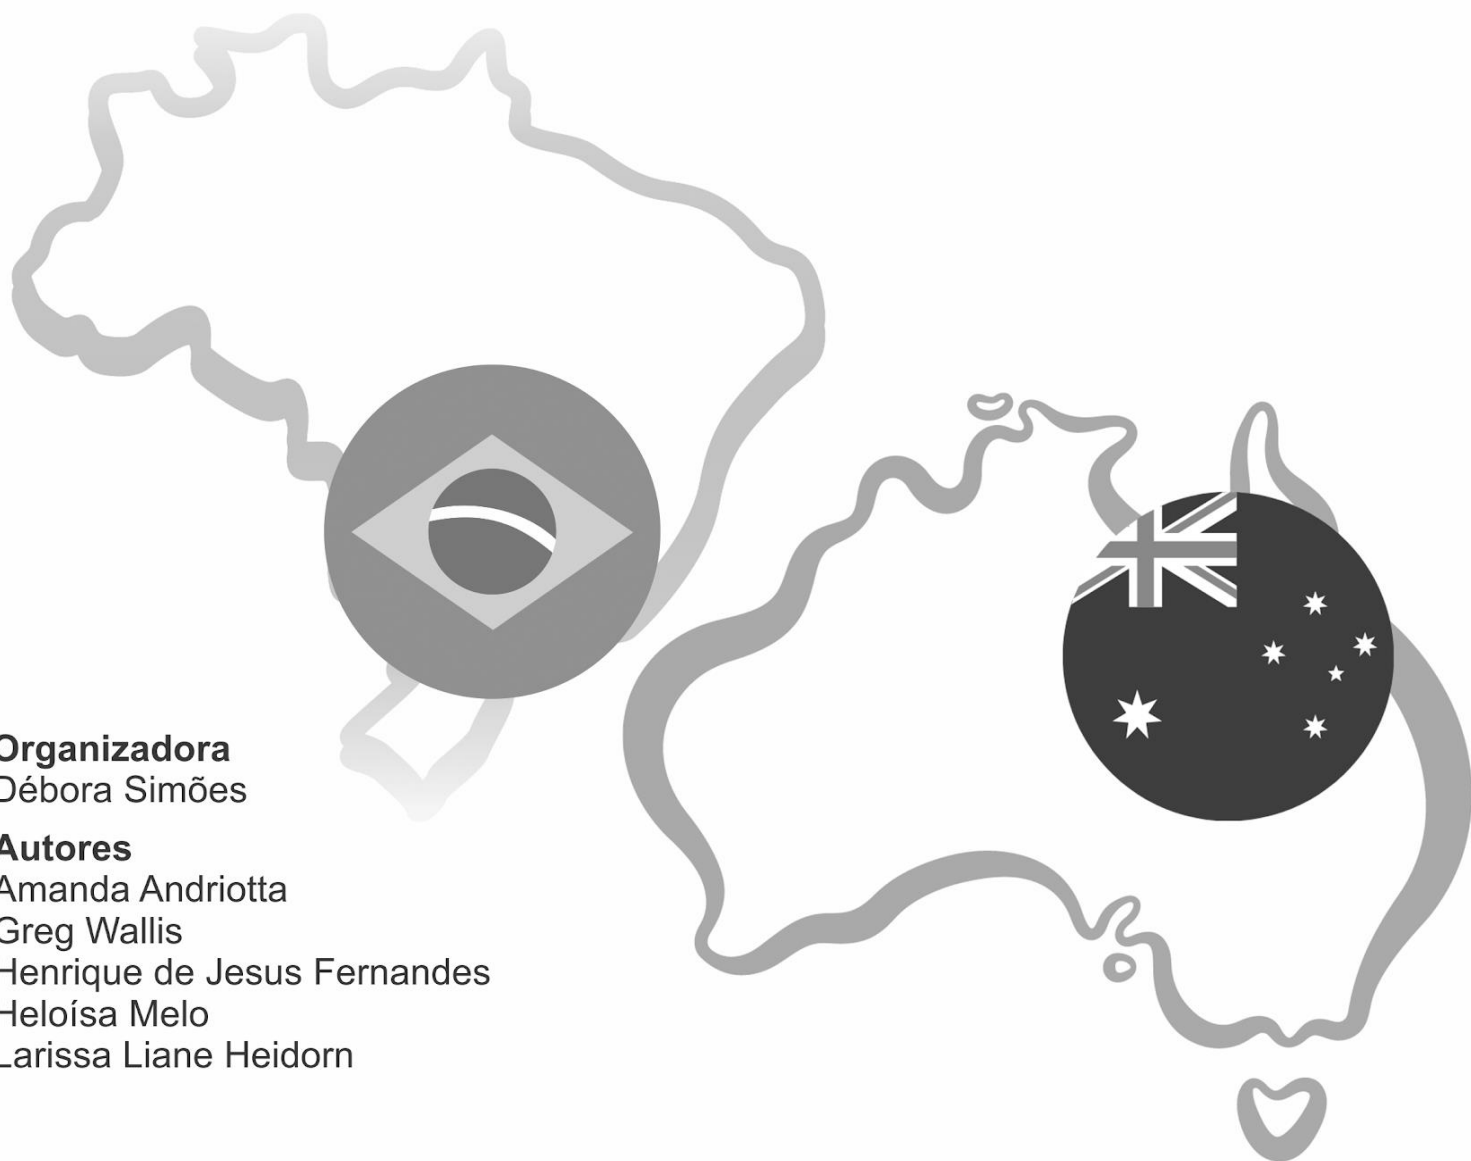 Organizadora
Débora Simões
Autores
Amanda Andriotta
Greg Wallis
Henrique de Jesus Fernandes
Heloísa Melo
Larissa Liane Heidorn